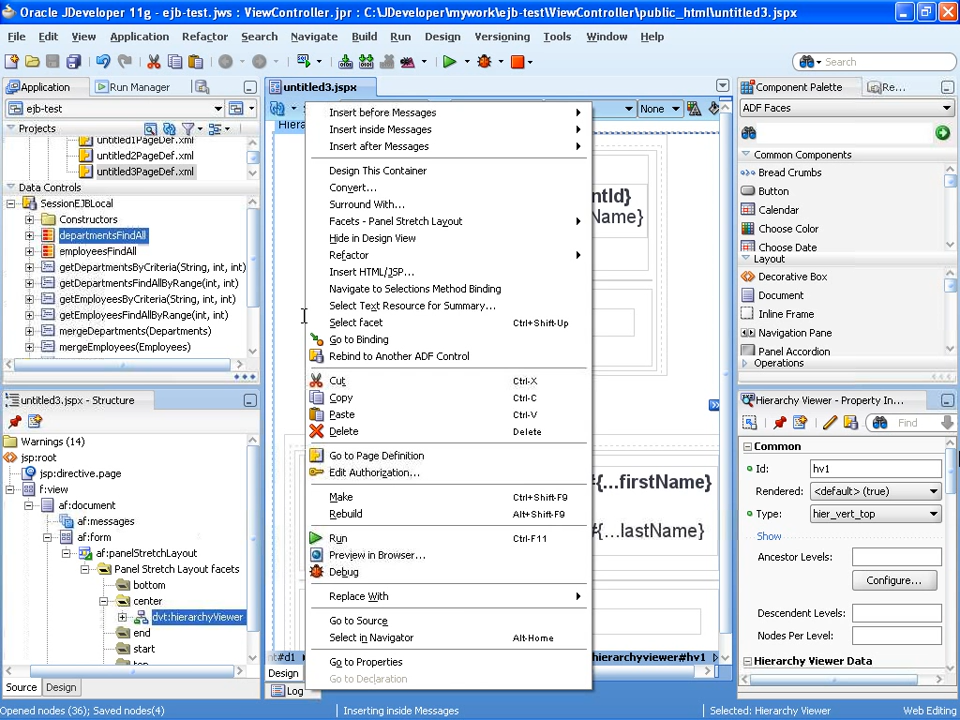 Oracle JDeveloper 11g - ejb-test.jws : ViewController.jpr : C:\JDeveloper\mywork\ejb-test\ViewController\public_html\untitled3.jspx
File Edit View Application Refactor Search Navigate Build Run Design Versioning Tools Window Help
Search
Application
Run Manager
ejb-test
Projects
untitled1PageDef.xml
untitled2PageDef.xml
untitled3PageDef.xml
Data Controls
SessionEJBLocal
Constructors
departmentsFindAll
employeesFindAll
getDepartmentsByCriteria(String, int, int)
getDepartmentsFindAllByRange(int, int)
getEmployeesByCriteria(String, int, int)
getEmployeesFindAllByRange(int, int)
mergeDepartments(Departments)
mergeEmployees(Employees)
untitled3.jspx - Structure
Warnings (14)
jsp:root
jsp:directive.page
f:view
af:document
af:messages
af:form
af:panelStretchLayout
Panel Stretch Layout facets
bottom
center
dvt:hierarchyViewer
end
start
top
Source Design
untitled3.jspx
None
Hiera
ntId}
Name}
#{...firstName}
#{...lastName}
nt#d1
hierarchyviewer#hv1
Design
Log
Insert before Messages
Insert inside Messages
Insert after Messages
Design This Container
Convert...
Surround With...
Facets - Panel Stretch Layout
Hide in Design View
Refactor
Insert HTML/JSP...
Navigate to Selections Method Binding
Select Text Resource for Summary...
Select facet Ctrl+Shift-Up
Go to Binding
Rebind to Another ADF Control
Cut Ctrl-X
Copy Ctrl-C
Paste Ctrl-V
Delete Delete
Go to Page Definition
Edit Authorization...
Make Ctrl+Shift-F9
Rebuild Alt+Shift-F9
Run Ctrl-F11
Preview in Browser...
Debug
Replace With
Go to Source
Select in Navigator Alt-Home
Go to Properties
Go to Declaration
Component Palette
Re...
ADF Faces
Common Components
Bread Crumbs
Button
Calendar
Choose Color
Choose Date
Layout
Decorative Box
Document
Inline Frame
Navigation Pane
Panel Accordion
Operations
Hierarchy Viewer - Property In...
Find
Common
Id: hv1
Rendered: <default> (true)
Type: hier_vert_top
Show
Ancestor Levels:
Configure...
Descendent Levels:
Nodes Per Level:
Hierarchy Viewer Data
Opened nodes (36); Saved nodes(4)
Inserting inside Messages
Selected: Hierarchy Viewer
Web Editing